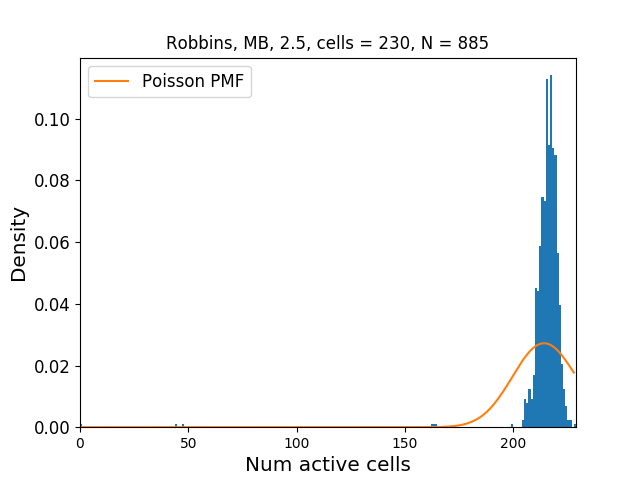 Robbins, MB, 2.5, cells = 230, N = 885
Poisson PMF
Density
0.10
0.08
0.06
0.04
0.02
0.00
0 50 100 150 200
Num active cells